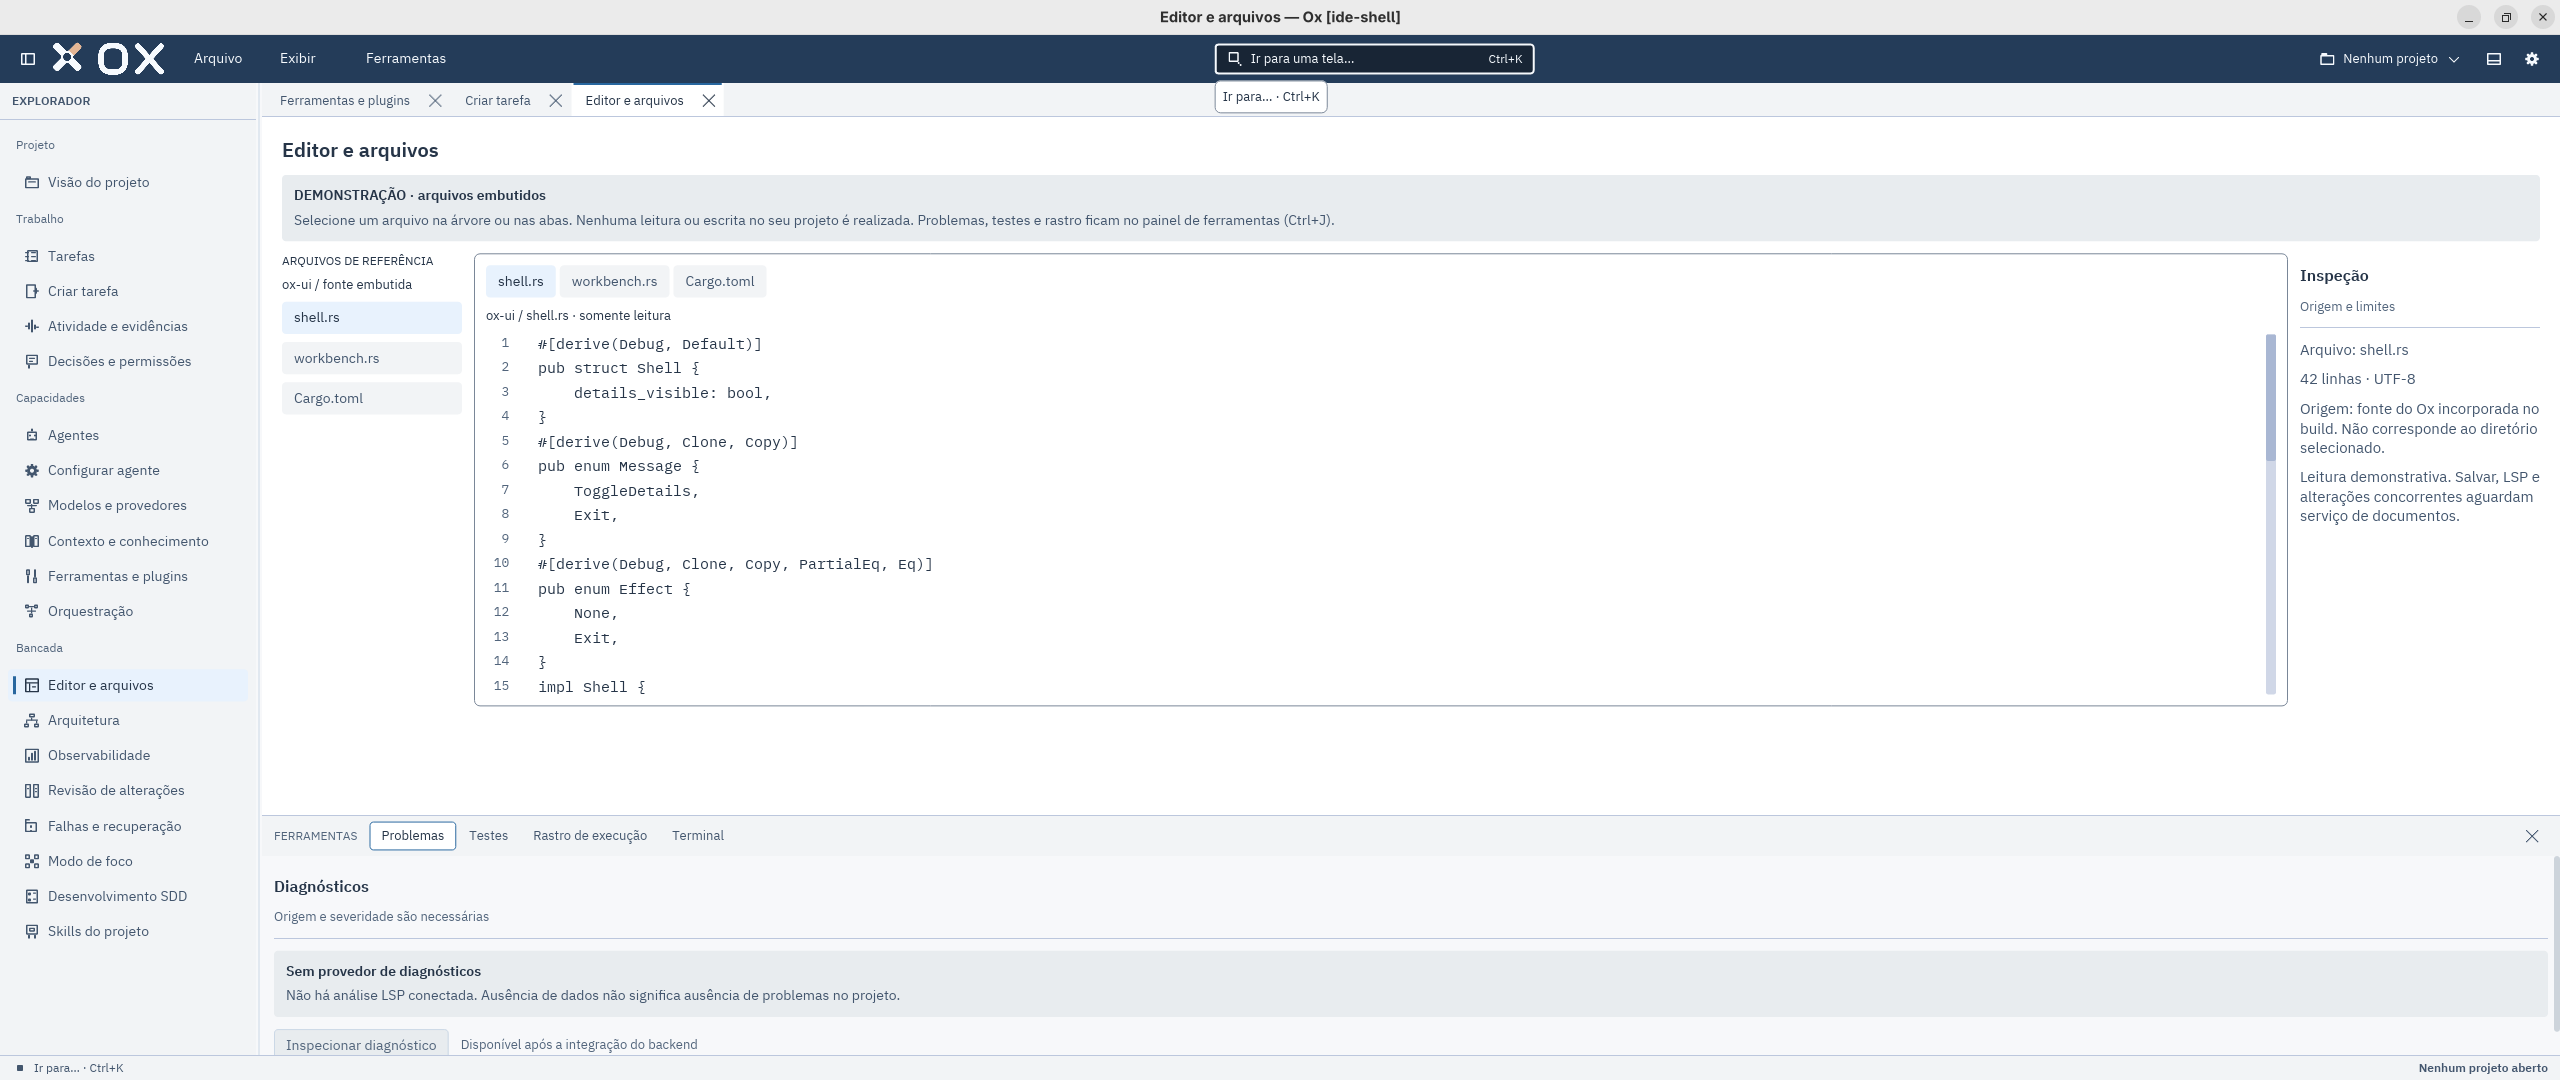 Editor e arquivos — Ox [ide-shell]
OX
Arquivo
Exibir
Ferramentas
Ir para uma tela...
Ctrl+K
Nenhum projeto
EXPLORADOR
Ferramentas e plugins
Criar tarefa
Editor e arquivos
Ir para... · Ctrl+K
Projeto
Visão do projeto
Trabalho
Tarefas
Criar tarefa
Atividade e evidências
Decisões e permissões
Capacidades
Agentes
Configurar agente
Modelos e provedores
Contexto e conhecimento
Ferramentas e plugins
Orquestração
Bancada
Editor e arquivos
Arquitetura
Observabilidade
Revisão de alterações
Falhas e recuperação
Modo de foco
Desenvolvimento SDD
Skills do projeto
Editor e arquivos
DEMONSTRAÇÃO · arquivos embutidos
Selecione um arquivo na árvore ou nas abas. Nenhuma leitura ou escrita no seu projeto é realizada. Problemas, testes e rastro ficam no painel de ferramentas (Ctrl+J).
ARQUIVOS DE REFERÊNCIA
ox-ui / fonte embutida
shell.rs
workbench.rs
Cargo.toml
shell.rs
workbench.rs
Cargo.toml
ox-ui / shell.rs · somente leitura
1 #[derive(Debug, Default)]
2 pub struct Shell {
3     details_visible: bool,
4 }
5 #[derive(Debug, Clone, Copy)]
6 pub enum Message {
7     ToggleDetails,
8     Exit,
9 }
10 #[derive(Debug, Clone, Copy, PartialEq, Eq)]
11 pub enum Effect {
12     None,
13     Exit,
14 }
15 impl Shell {
Inspeção
Origem e limites
Arquivo: shell.rs
42 linhas · UTF-8
Origem: fonte do Ox incorporada no
build. Não corresponde ao diretório
selecionado.
Leitura demonstrativa. Salvar, LSP e
alterações concorrentes aguardam
serviço de documentos.
FERRAMENTAS
Problemas
Testes
Rastro de execução
Terminal
Diagnósticos
Origem e severidade são necessárias
Sem provedor de diagnósticos
Não há análise LSP conectada. Ausência de dados não significa ausência de problemas no projeto.
Inspecionar diagnóstico
Disponível após a integração do backend
Ir para... · Ctrl+K
Nenhum projeto aberto